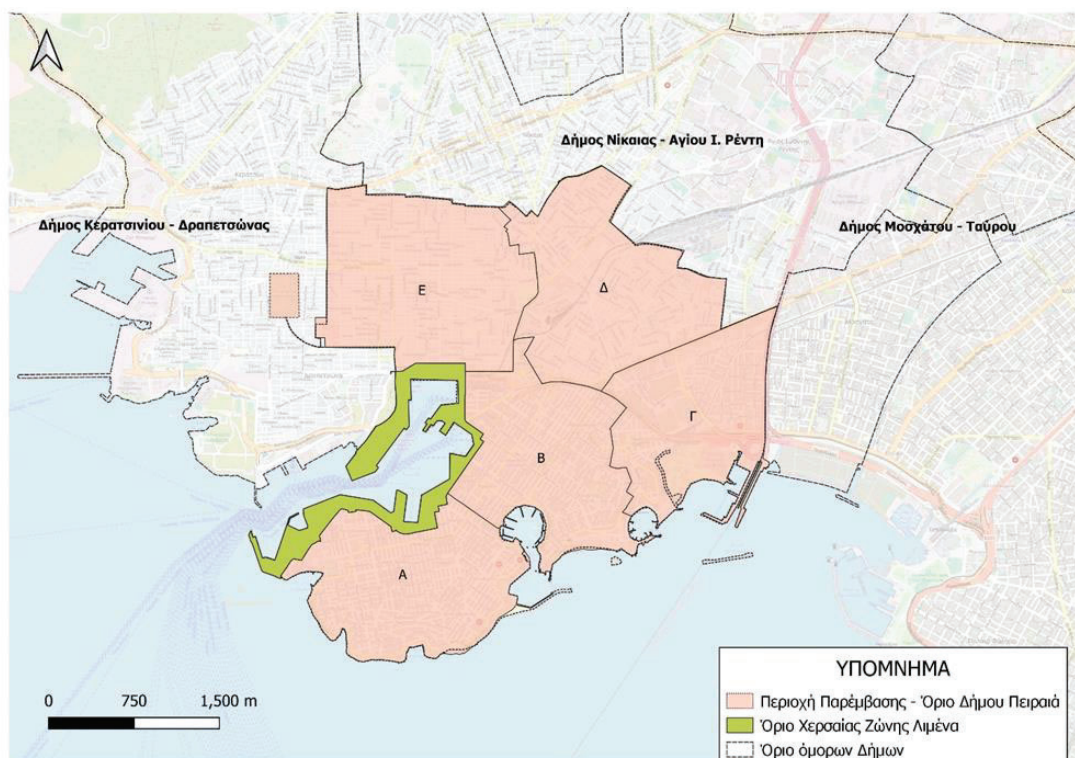 Δήμος Νίκαιας - Αγίου Ι. Ρέντη
Δήμος Κερατσινίου - Δραπετσώνας
Δήμος Μοσχάτου - Ταύρου
Ε
Δ
Γ
Β
Α
0 750 1,500 m
ΥΠΟΜΝΗΜΑ
Περιοχή Παρέμβασης - Όριο Δήμου Πειραιά
Όριο Χερσαίας Ζώνης Λιμένα
Όριο όμορων Δήμων